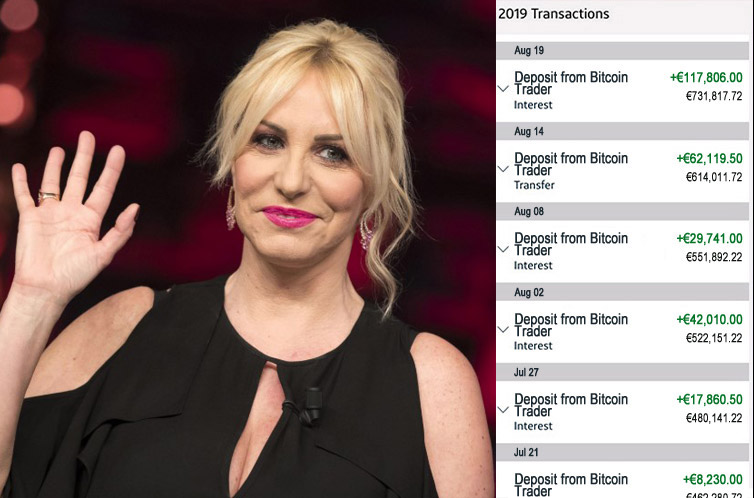 2019 Transactions
Aug 19
Deposit from Bitcoin
Trader
Interest
+€117,806.00
€731,817.72
Aug 14
Deposit from Bitcoin
Trader
Transfer
+€62,119.50
€614,011.72
Aug 08
Deposit from Bitcoin
Trader
Interest
+€29,741.00
€551,892.22
Aug 02
Deposit from Bitcoin
Trader
Interest
+€42,010.00
€522,151.22
Jul 27
Deposit from Bitcoin
Trader
Interest
+€17,860.50
€480,141.22
Jul 21
Deposit from Bitcoin
Trader
+€8,230.00
€462,280.72